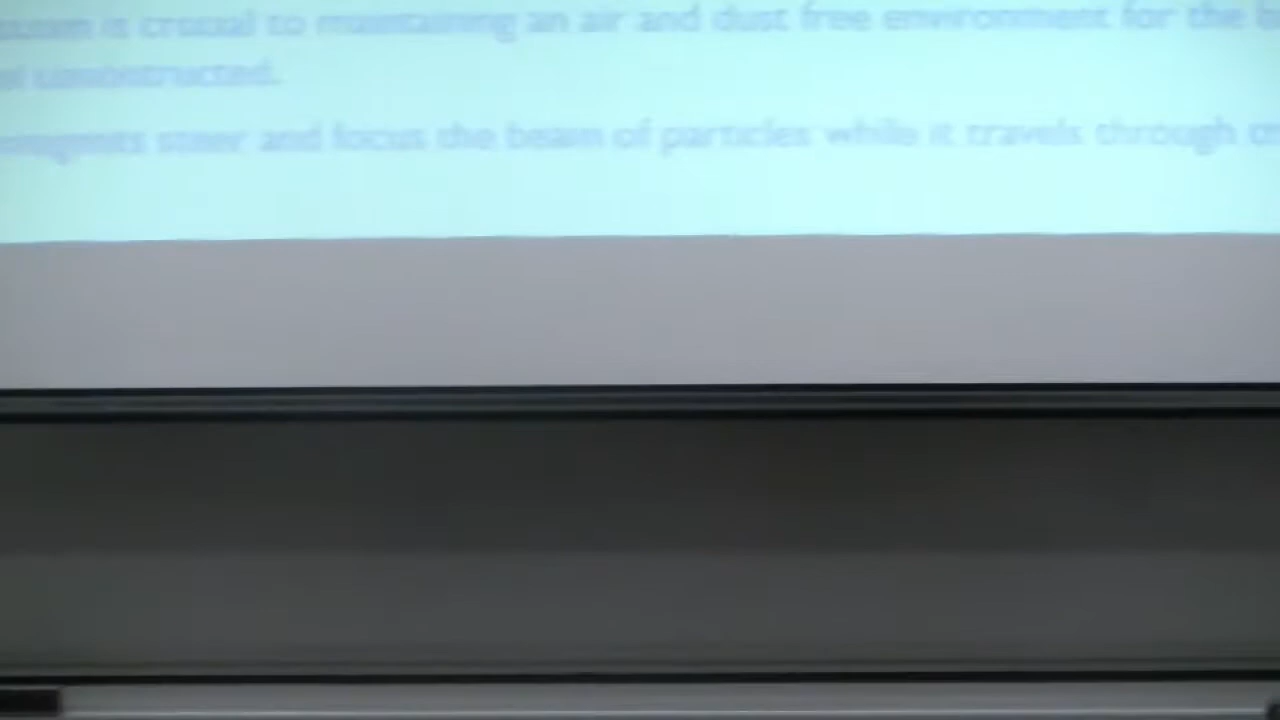 is crucial to maintaining an air and dust free environment for the
unobstructed.
steer and focus the beam of particles while it travels through